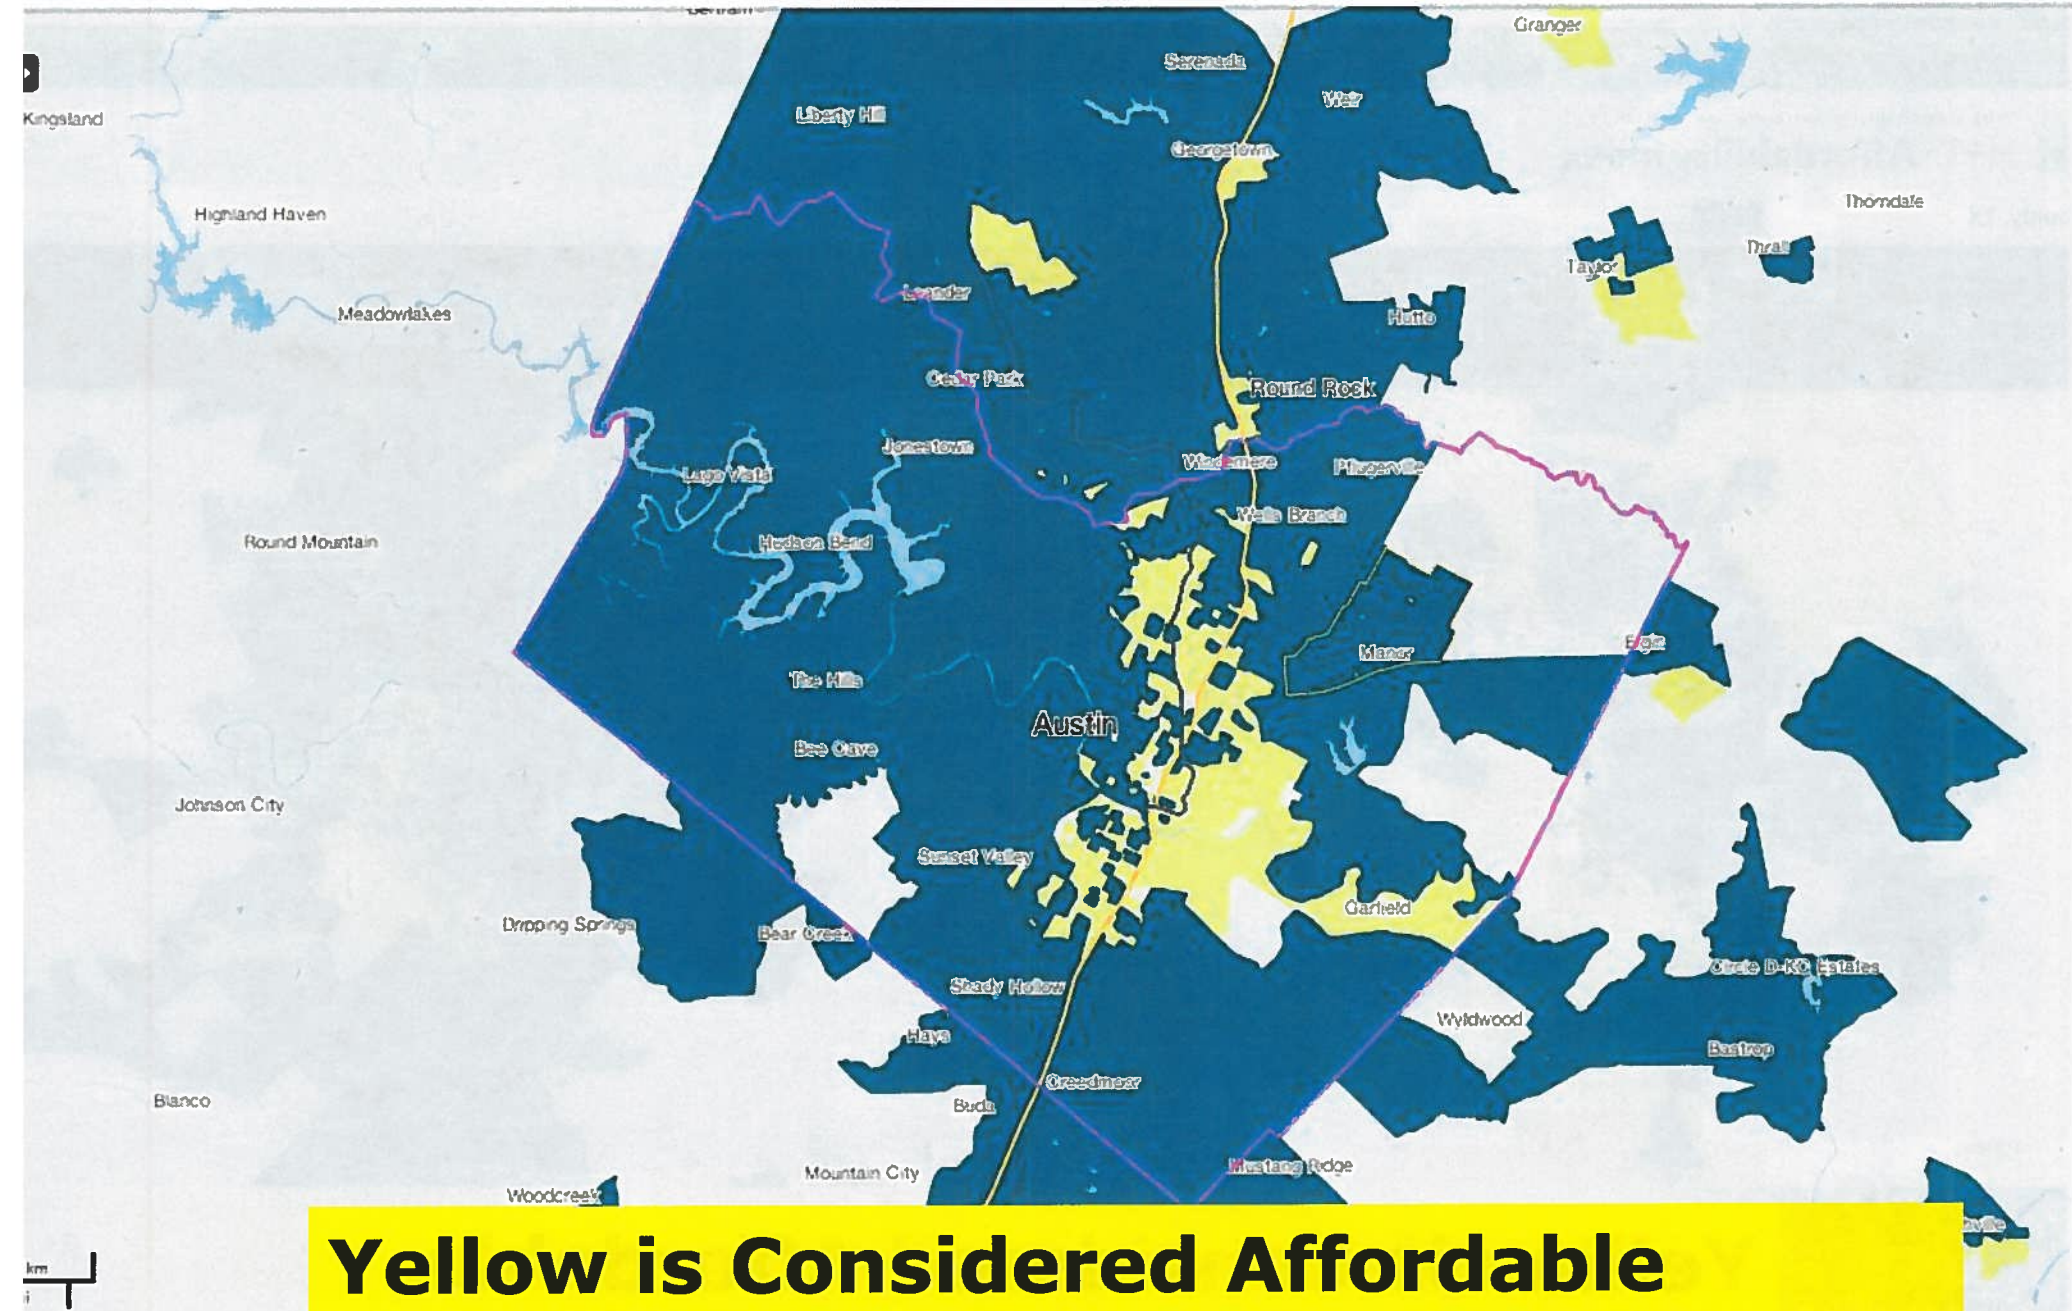 Granger
Serenada
Weir
Liberty Hill
Kingsland
Georgetown
Thorndale
Highland Haven
Thrall
Taylor
Leander
Meadowlakes
Hutto
Cedar Park
Round Rock
Jonestown
Windemere
Pflugerville
Lago Vista
Wells Branch
Round Mountain
Hudson Bend
Elgin
Manor
The Hills
Austin
Bee Cave
Johnson City
Sunset Valley
Garfield
Dripping Springs
Bear Creek
Circle D-KC Estates
Shady Hollow
Wyldwood
Hays
Bastrop
Creedmoor
Blanco
Buda
Mustang Ridge
Mountain City
Woodcreek
km
Yellow is Considered Affordable